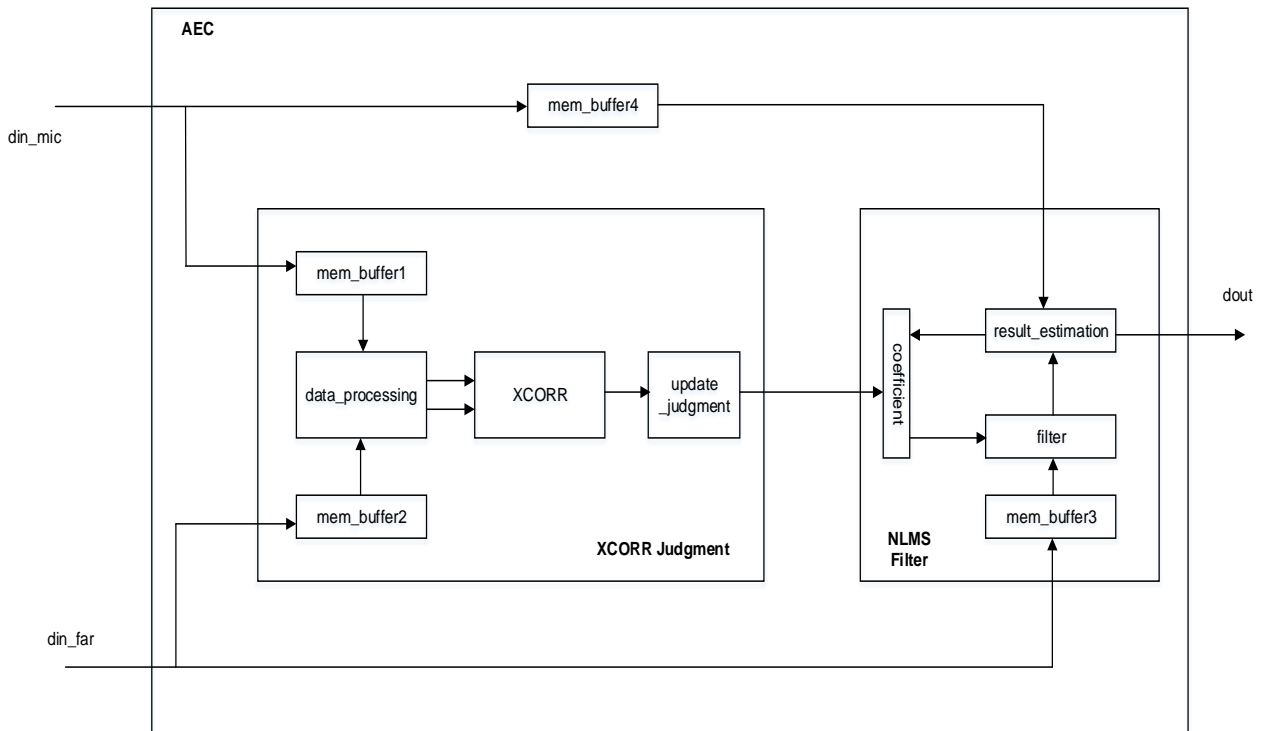 AEC
mem_buffer4
din_mic
mem_buffer1
dout
result_estimation
coefficient
data_processing
XCORR
update
_judgment
filter
mem_buffer2
mem_buffer3
XCORR Judgment
NLMS
Filter
din_far